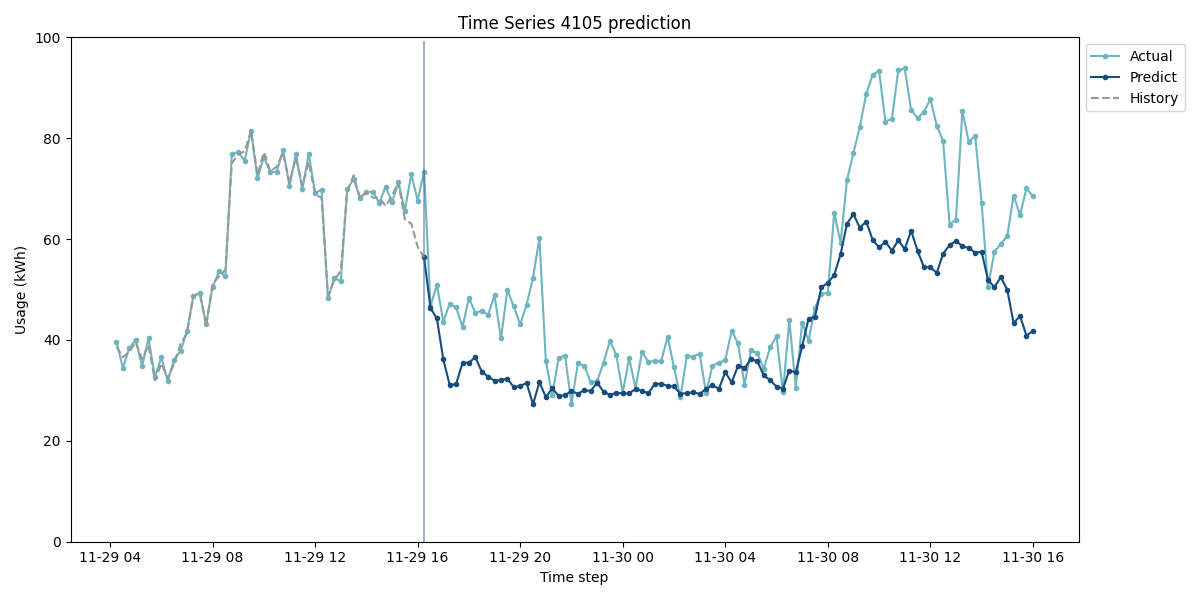 Time Series 4105 prediction
100
80
60
40
20
0
Usage (kWh)
11-29 04
11-29 08
11-29 12
11-29 16
11-29 20
11-30 00
11-30 04
11-30 08
11-30 12
11-30 16
Time step
Actual
Predict
History